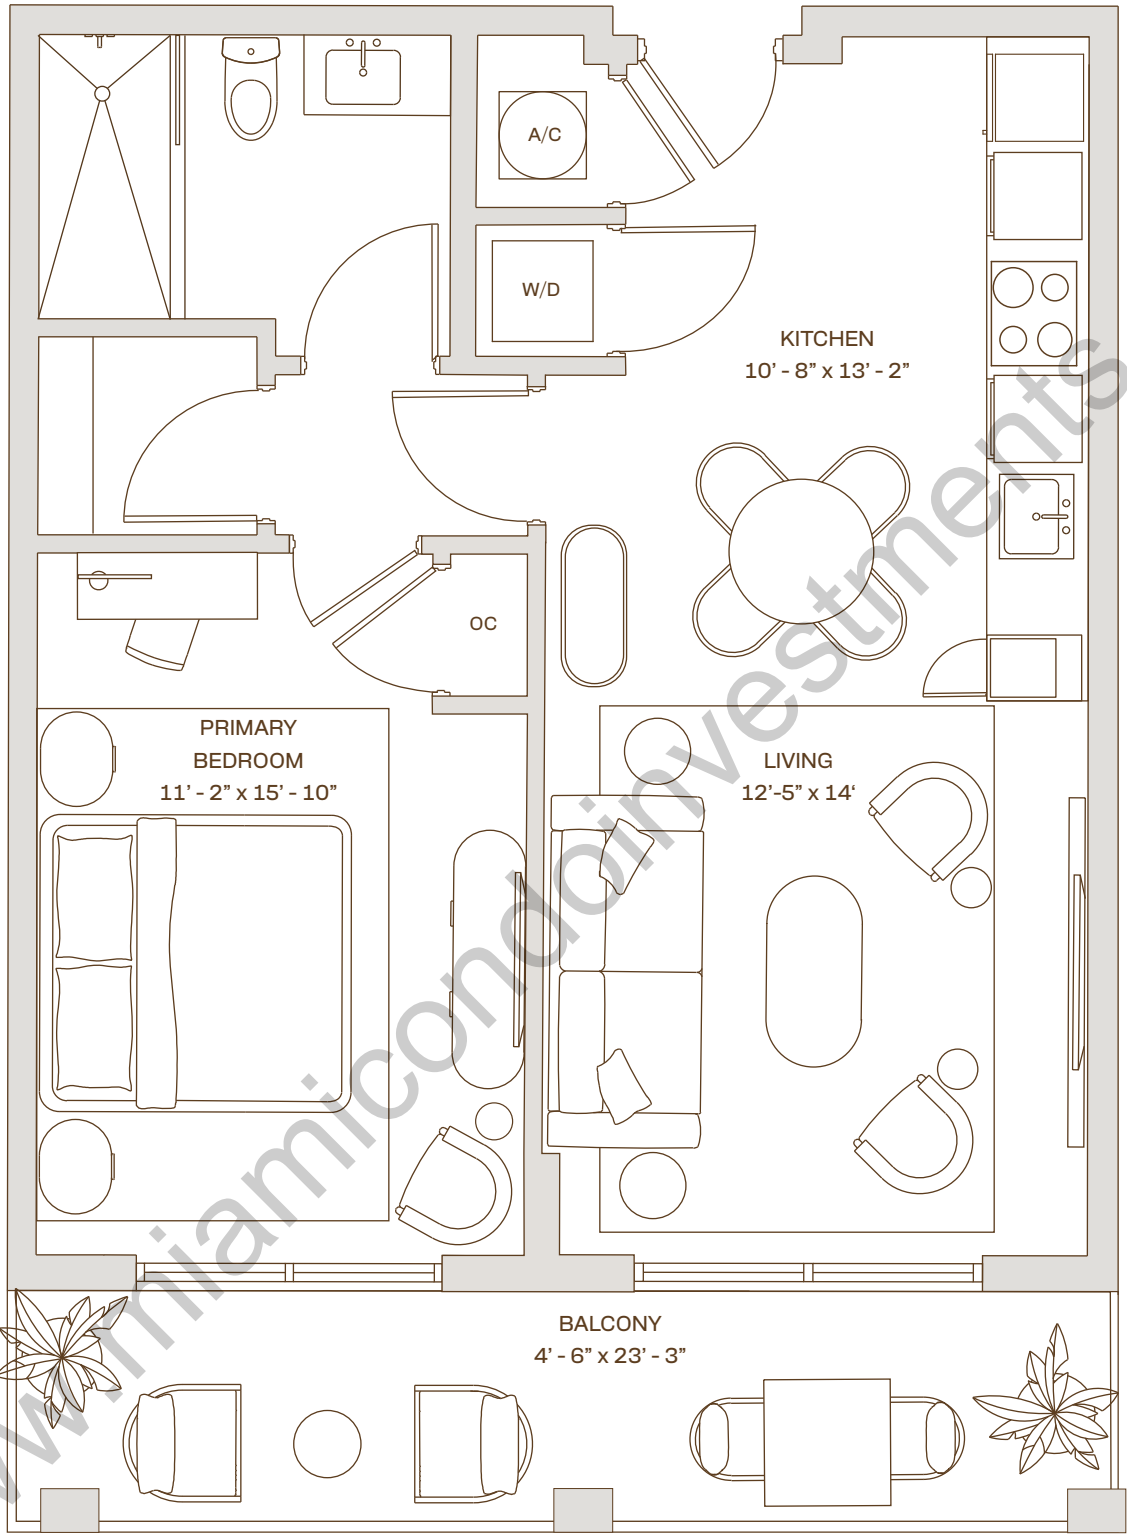 A/C
W/D
KITCHEN
10’ - 8” x 13’ - 2”
OC
PRIMARY
BEDROOM
11’ - 2” x 15’ - 10”
LIVING
12’-5” x 14‘
BALCONY
4’ - 6” x 23’ - 3”
w.miamicondoinvestments